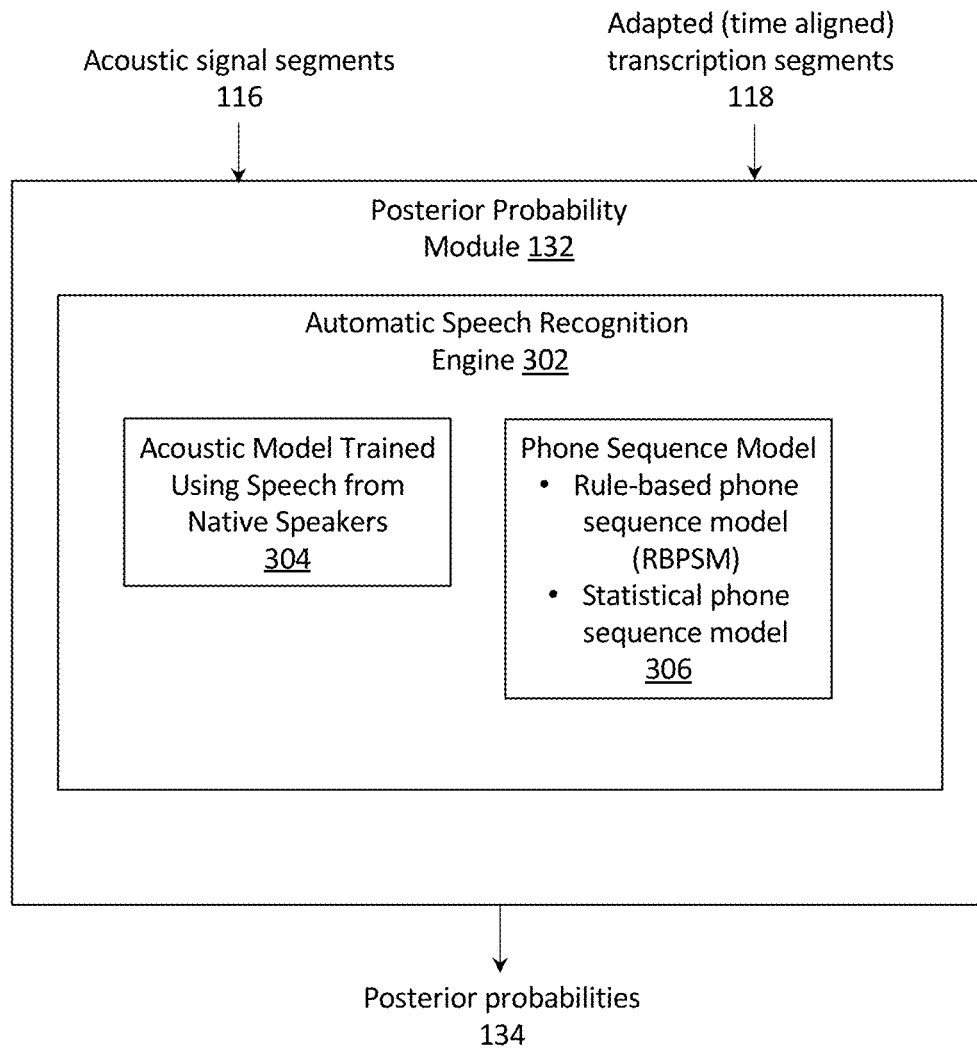 Acoustic signal segments
116
Adapted (time aligned)
transcription segments
118
Posterior Probability
Module 132
Automatic Speech Recognition
Engine 302
Acoustic Model Trained
Using Speech from
Native Speakers
304
Phone Sequence Model
• Rule-based phone
sequence model
(RBPSM)
• Statistical phone
sequence model
306
Posterior probabilities
134